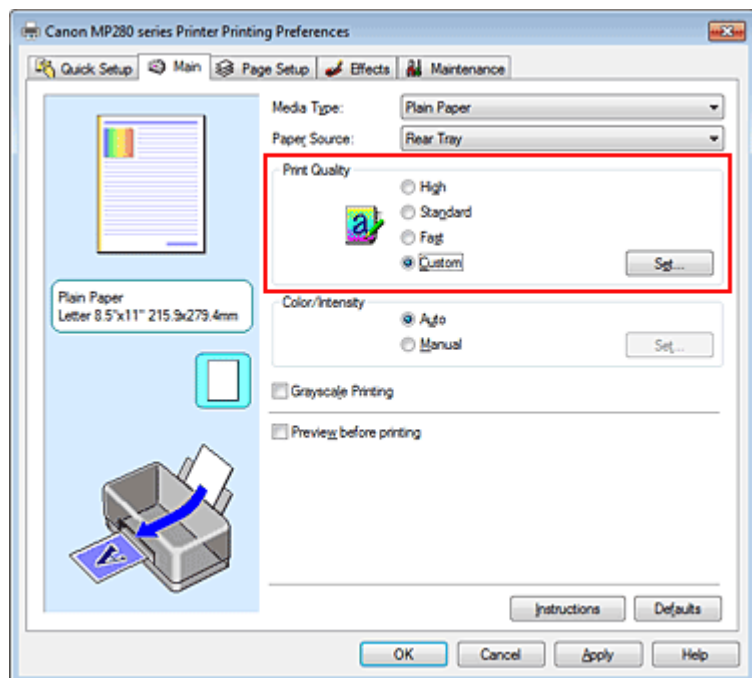 Canon MP280 series Printer Printing Preferences
Quick Setup Main Page Setup Effects Maintenance
Media Type: Plain Paper
Paper Source: Rear Tray
Print Quality
High
Standard
Fast
Custom Set...
a
Plain Paper
Letter 8.5"x11" 215.9x279.4mm
Color/Intensity
Auto
Manual Set...
Grayscale Printing
Preview before printing
A
Instructions Defaults
OK Cancel Apply Help